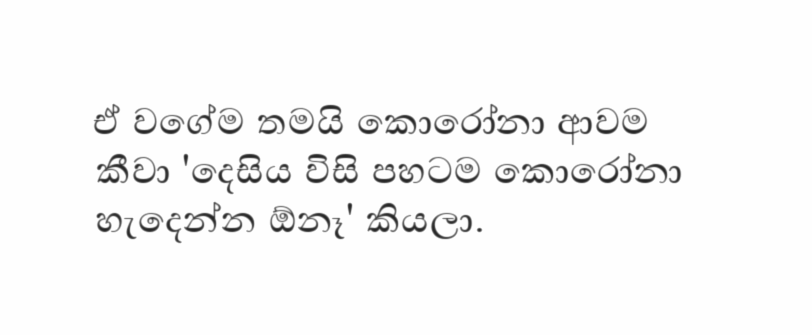 ඒ වගේම තමයි කොරෝනා ආවම
කීවා 'දෙසිය විසි පහටම කොරෝනා
හැදෙන්න ඕනෑ' කියලා.